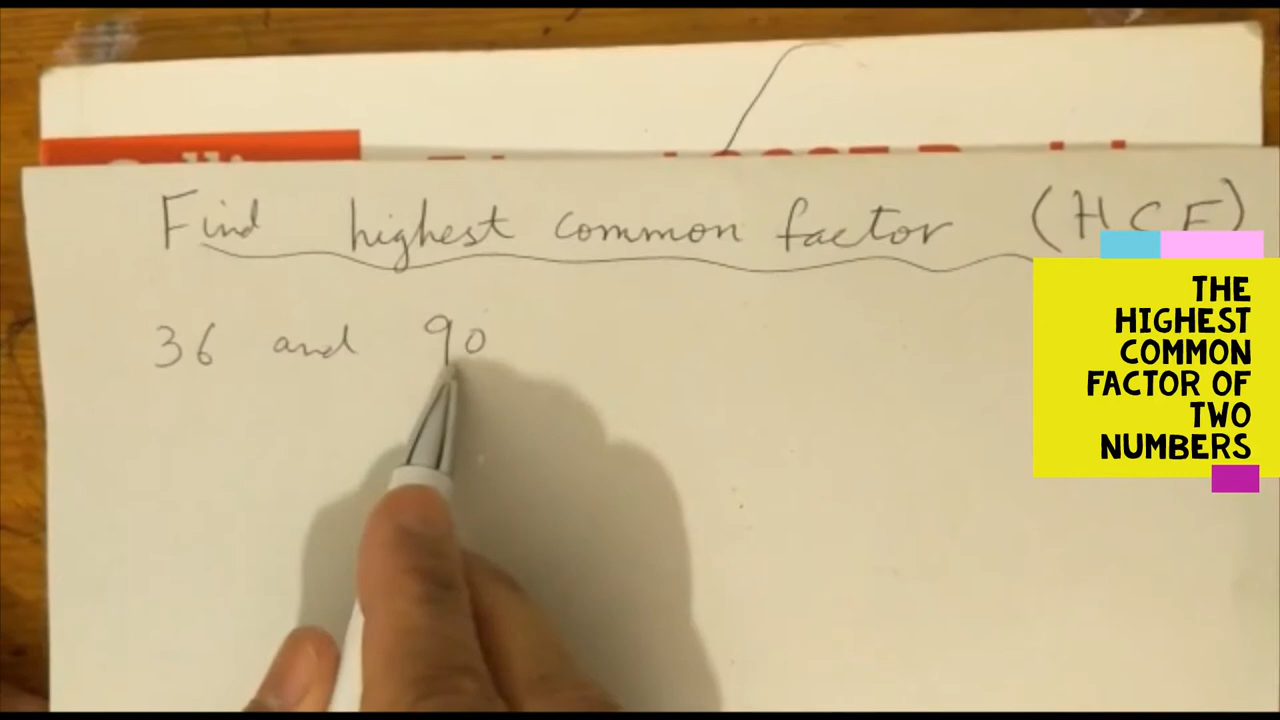 Find highest common factor (HCF)
36 and 90
THE
HIGHEST
COMMON
FACTOR OF
TWO
NUMBERS